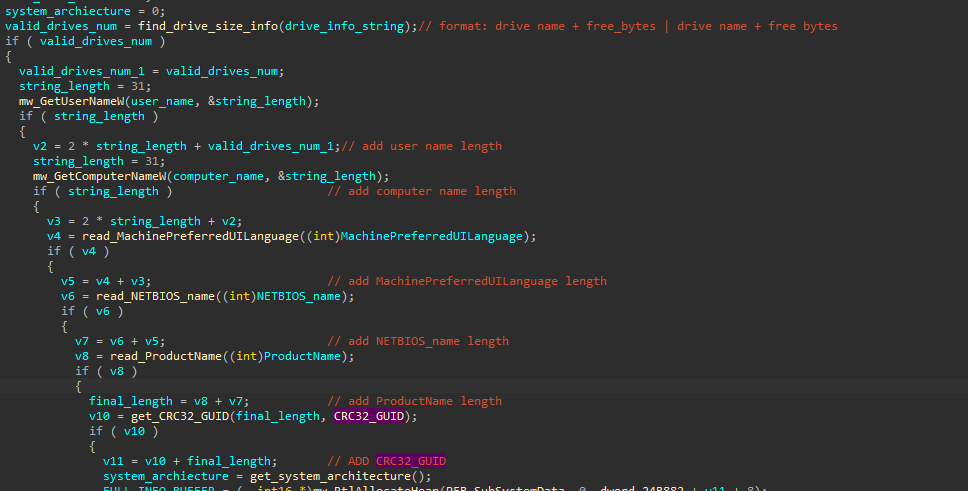 system_archiecture = 0;
valid_drives_num = find_drive_size_info(drive_info_string);// format: drive name + free_bytes | drive name + free bytes
if ( valid_drives_num )
{
valid_drives_num_1 = valid_drives_num;
string_length = 31;
mw_GetUserNameW(user_name, &string_length);
if ( string_length )
{
v2 = 2 * string_length + valid_drives_num_1;// add user name length
string_length = 31;
mw_GetComputerNameW(computer_name, &string_length);
if ( string_length ) // add computer name length
{
v3 = 2 * string_length + v2;
v4 = read_MachinePreferredUILanguage((int)MachinePreferredUILanguage);
if ( v4 )
{
v5 = v4 + v3; // add MachinePreferredUILanguage length
v6 = read_NETBIOS_name((int)NETBIOS_name);
if ( v6 )
{
v7 = v6 + v5; // add NETBIOS_name length
v8 = read_ProductName((int)ProductName);
if ( v8 )
{
final_length = v8 + v7; // add ProductName length
v10 = get_CRC32_GUID(final_length, CRC32_GUID);
if ( v10 )
{
v11 = v10 + final_length; // ADD CRC32_GUID
system_archiecture = get_system_architecture();